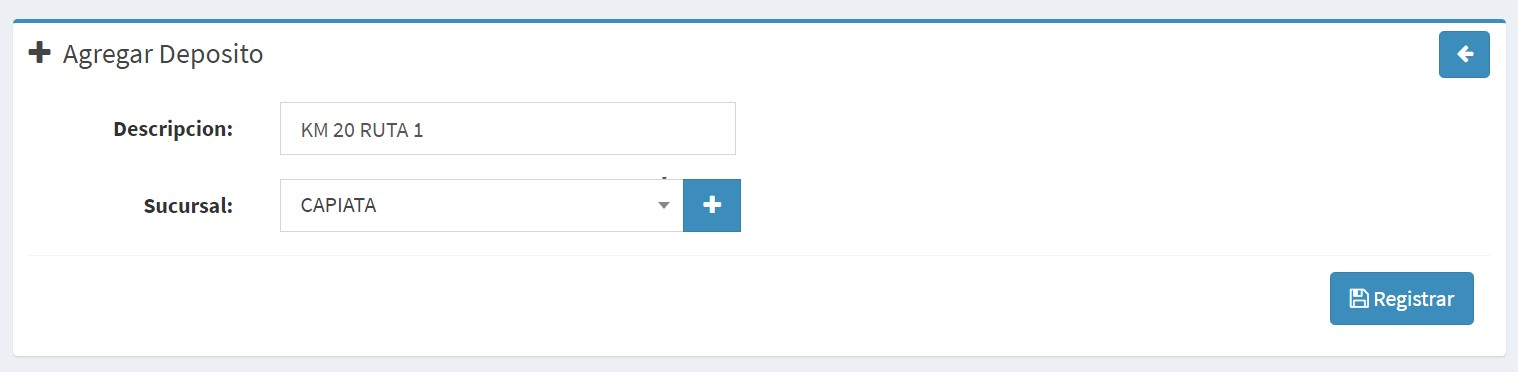 Agregar Deposito
Descripcion: KM 20 RUTA 1
Sucursal: CAPIATA
Registrar